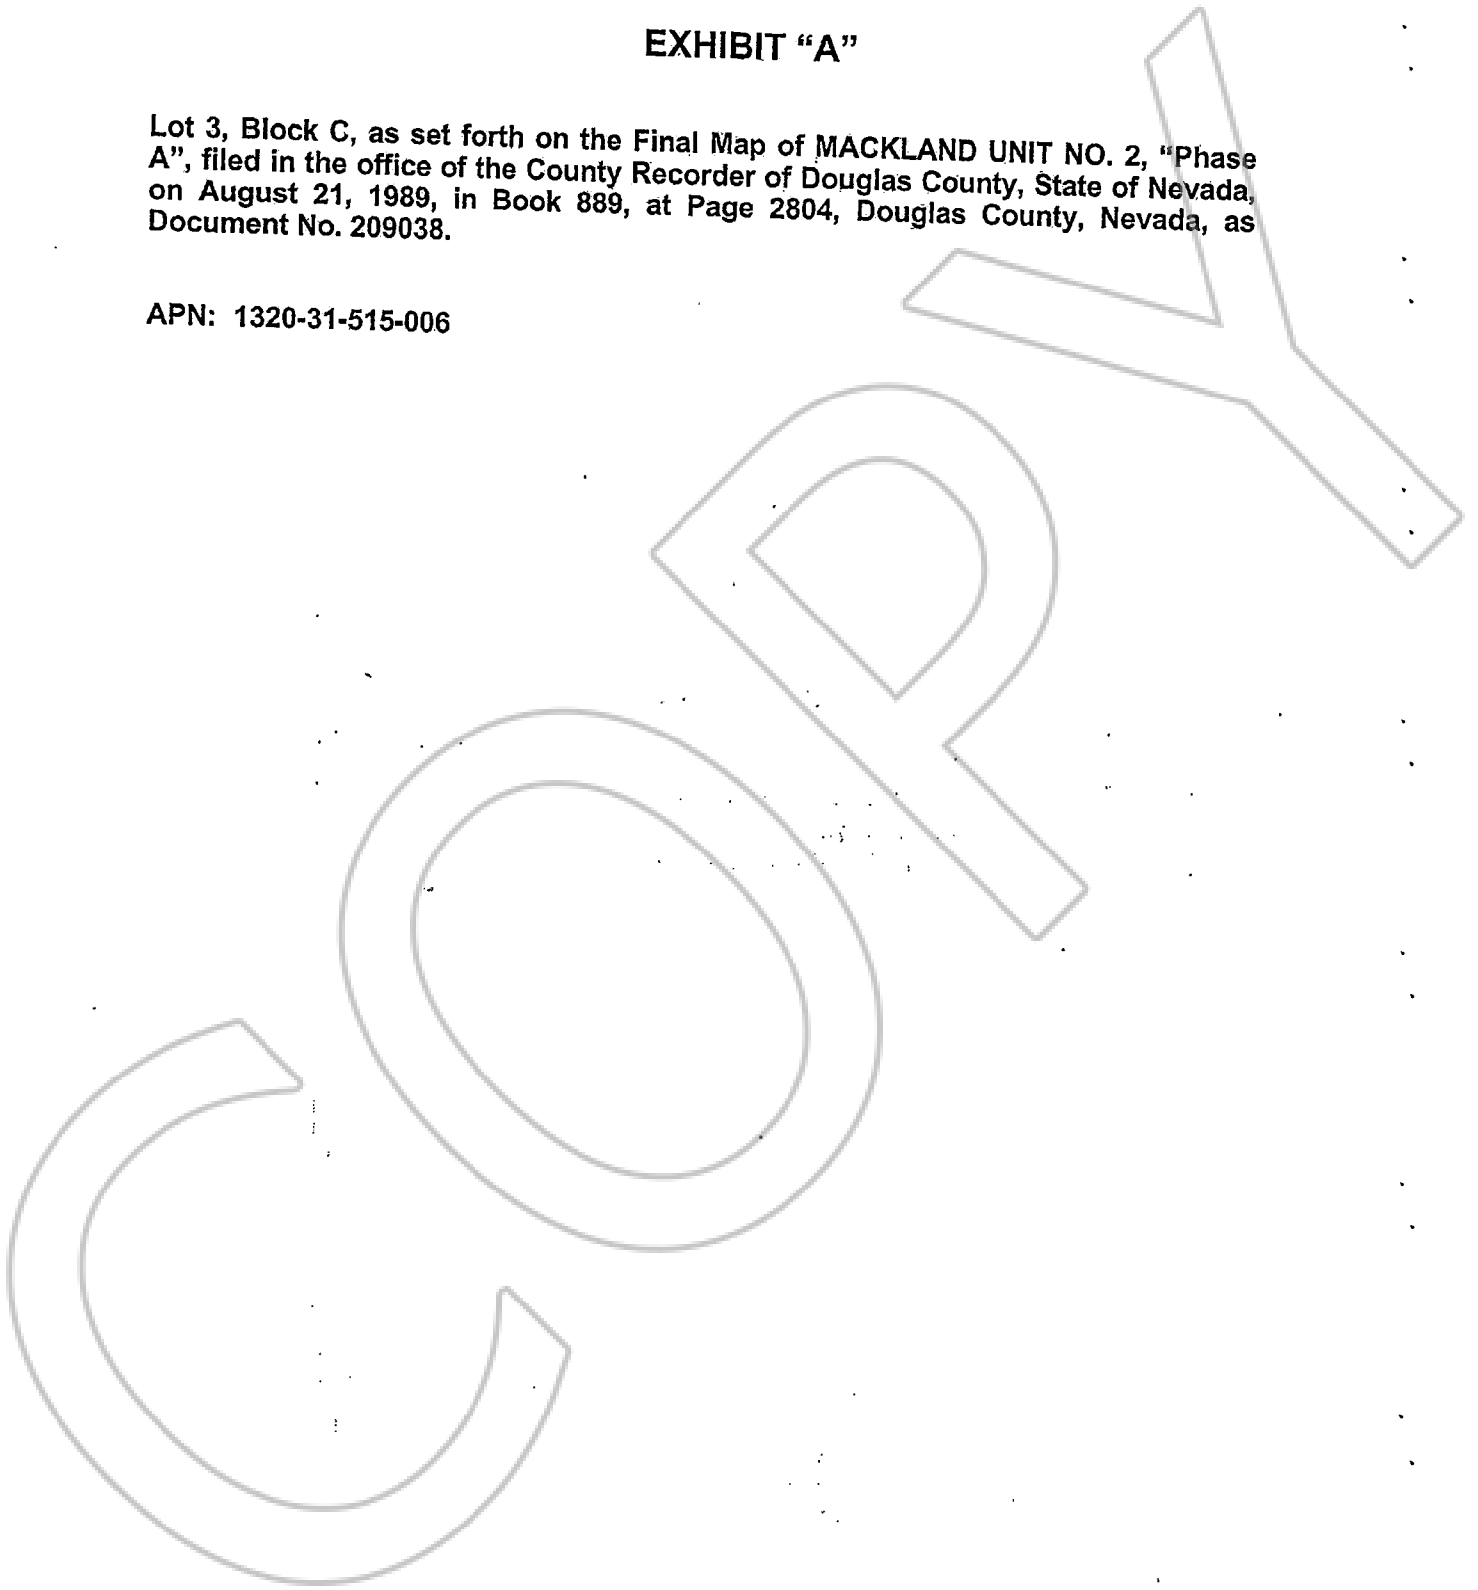 EXHIBIT “A”
Lot 3, Block C, as set forth on the Final Map of MACKLAND UNIT NO. 2, “Phase
A”, filed in the office of the County Recorder of Douglas County, State of Nevada,
on August 21, 1989, in Book 889, at Page 2804, Douglas County, Nevada, as
Document No. 209038.
APN: 1320-31-515-006
COPY